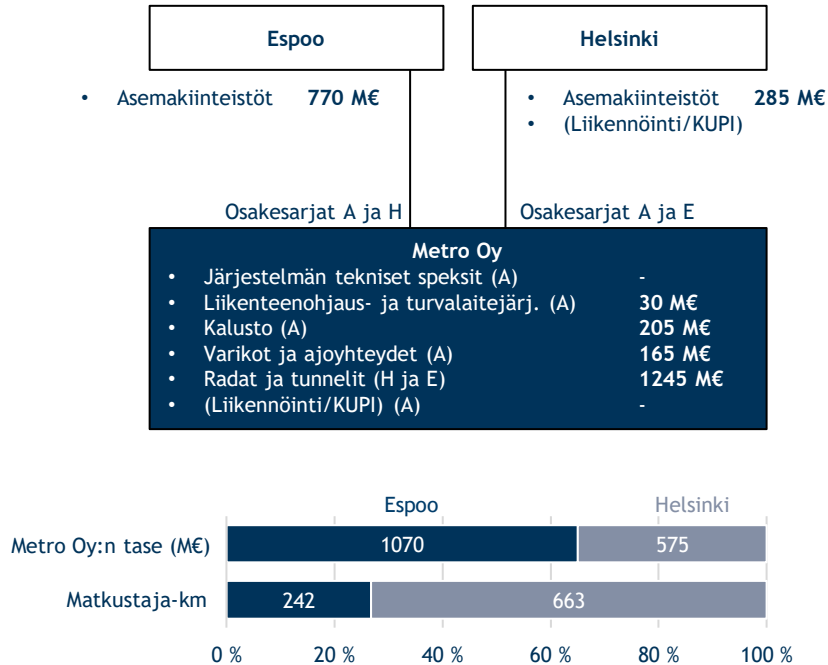 Espoo
Helsinki
• Asemakiinteistöt 770 M€
• Asemakiinteistöt 285 M€
• (Liikennöinti/KUPI)
Osakesarjat A ja H
Osakesarjat A ja E
Metro Oy
• Järjestelmän tekniset speksit (A) -
• Liikenteenohjaus- ja turvalaitejärj. (A) 30 M€
• Kalusto (A) 205 M€
• Varikot ja ajoyhteydet (A) 165 M€
• Radat ja tunnelit (H ja E) 1245 M€
• (Liikennöinti/KUPI) (A) -
Espoo Helsinki
Metro Oy:n tase (M€) 1070 575
Matkustaja-km 242 663
0 % 20 % 40 % 60 % 80 % 100 %